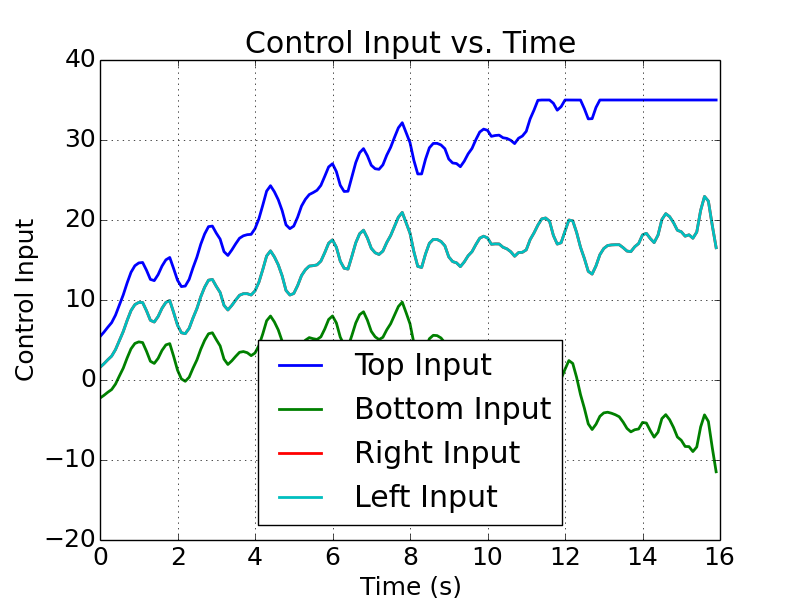 Control Input vs. Time
40
30
20
10
0
−10
−20
Control Input
Top Input
Bottom Input
Right Input
Left Input
0 2 4 6 8 10 12 14 16
Time (s)